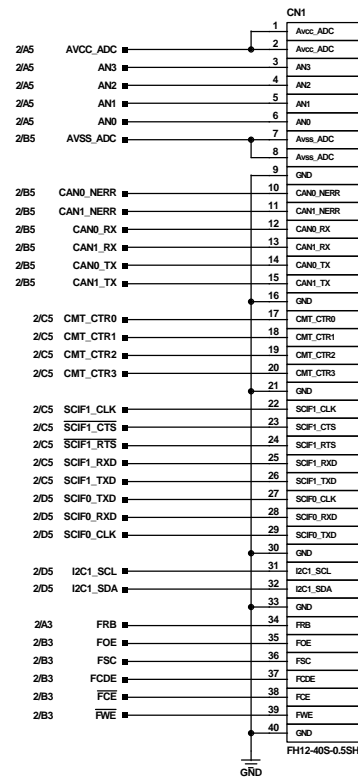 CN1
1 Avcc_ADC
2/A5 AVCC_ADC 2 Avcc_ADC
2/A5 AN3 3 AN3
2/A5 AN2 4 AN2
2/A5 AN1 5 AN1
2/A5 AN0 6 AN0
2/B5 AVSS_ADC 7 Avss_ADC
8 Avss_ADC
9 GND
2/B5 CAN0_NERR 10 CAN0_NERR
2/B5 CAN1_NERR 11 CAN1_NERR
2/B5 CAN0_RX 12 CAN0_RX
2/B5 CAN1_RX 13 CAN1_RX
2/B5 CAN0_TX 14 CAN0_TX
2/B5 CAN1_TX 15 CAN1_TX
16 GND
2/C5 CMT_CTR0 17 CMT_CTR0
2/C5 CMT_CTR1 18 CMT_CTR1
2/C5 CMT_CTR2 19 CMT_CTR2
2/C5 CMT_CTR3 20 CMT_CTR3
21 GND
2/C5 SCIF1_CLK 22 SCIF1_CLK
2/C5 SCIF1_CTS 23 SCIF1_CTS
2/C5 SCIF1_RTS 24 SCIF1_RTS
2/C5 SCIF1_RXD 25 SCIF1_RXD
2/C5 SCIF1_TXD 26 SCIF1_TXD
2/D5 SCIF0_TXD 27 SCIF0_CLK
2/D5 SCIF0_RXD 28 SCIF0_RXD
2/D5 SCIF0_CLK 29 SCIF0_TXD
30 GND
2/D5 I2C1_SCL 31 I2C1_SCL
2/D5 I2C1_SDA 32 I2C1_SDA
33 GND
2/A3 FRB 34 FRB
2/B3 FOE 35 FOE
2/B3 FSC 36 FSC
2/B3 FCDE 37 FCDE
2/B3 FCE 38 FCE
2/B3 FWE 39 FWE
40 GND
GND
FH12-40S-0.5SH